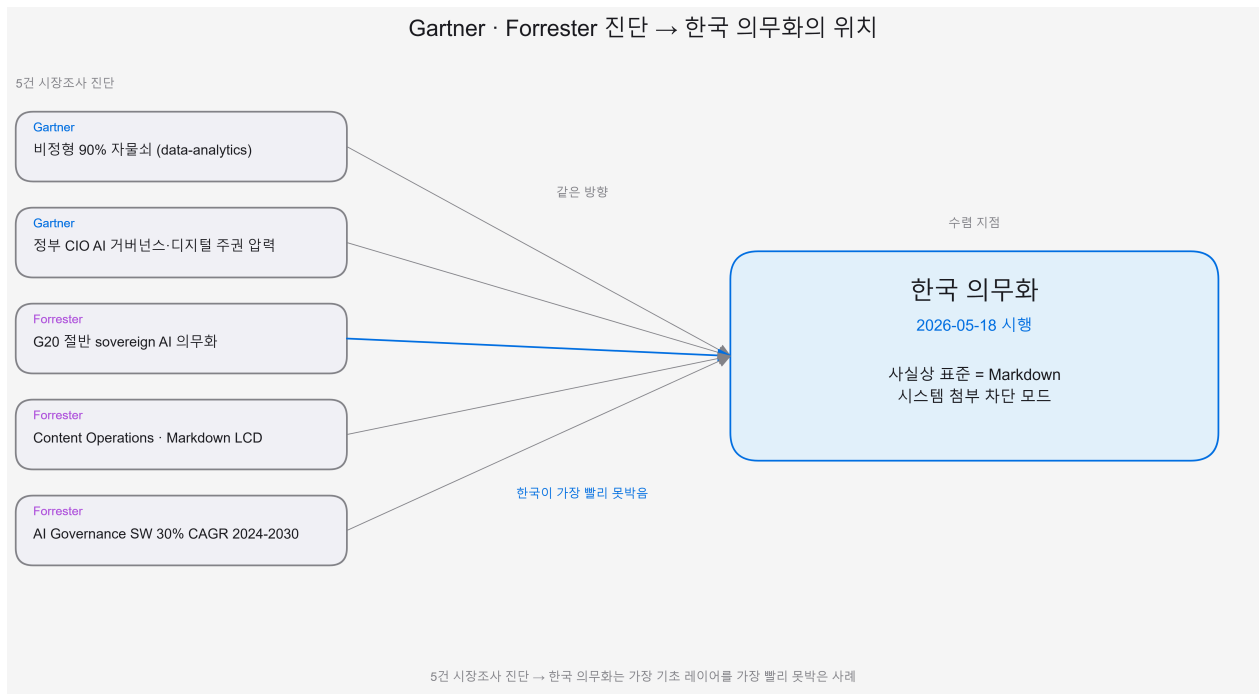 Gartner · Forrester 진단 → 한국 의무화의 위치
5건 시장조사 진단
Gartner
비정형 90% 자물쇠 (data-analytics)
Gartner
정부 CIO AI 거버넌스·디지털 주권 압력
Forrester
G20 절반 sovereign AI 의무화
Forrester
Content Operations · Markdown LCD
Forrester
AI Governance SW 30% CAGR 2024-2030
같은 방향
한국이 가장 빨리 못박음
수렴 지점
한국 의무화
2026-05-18 시행
사실상 표준 = Markdown
시스템 첨부 차단 모드
5건 시장조사 진단 → 한국 의무화는 가장 기초 레이어를 가장 빨리 못박은 사례